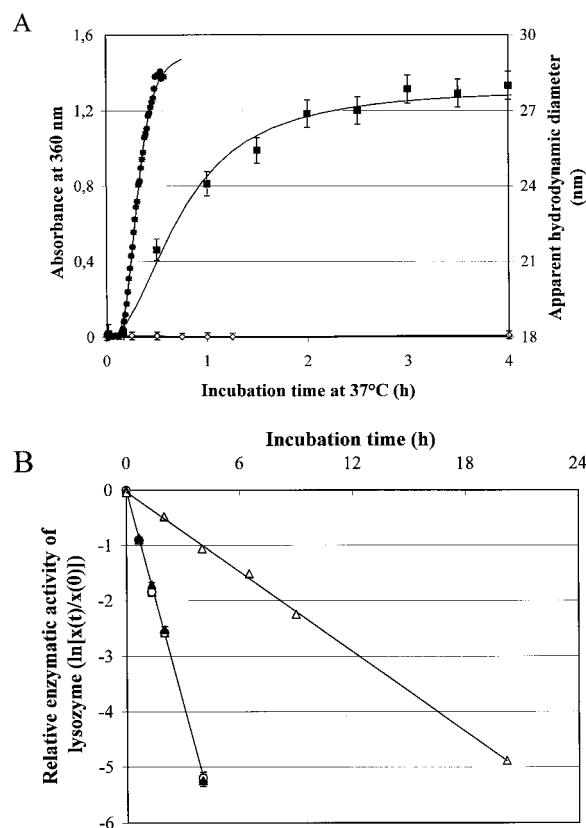 A
1,6
1,2
0,8
0,4
0
30
27
24
21
18
Absorbance at 360 nm
Apparent hydrodynamic diameter
(nm)
0 1 2 3 4
Incubation time at 37°C (h)
B
Incubation time (h)
0 6 12 18 24
0
-1
-2
-3
-4
-5
-6
Relative enzymatic activity of
lysozyme (ln[x(t)/x(0)])